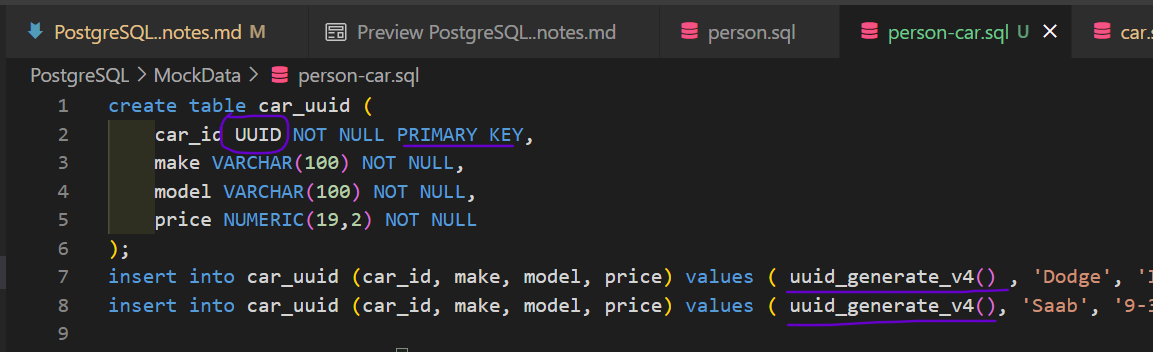 PostgreSQL..notes.md M Preview PostgreSQL..notes.md person.sql person-car.sql U car.s
PostgreSQL > MockData > person-car.sql
1 create table car_uuid (
2 car_id UUID NOT NULL PRIMARY KEY,
3 make VARCHAR(100) NOT NULL,
4 model VARCHAR(100) NOT NULL,
5 price NUMERIC(19,2) NOT NULL
6 );
7 insert into car_uuid (car_id, make, model, price) values ( uuid_generate_v4() , 'Dodge', '
8 insert into car_uuid (car_id, make, model, price) values ( uuid_generate_v4(), 'Saab', '9-3
9